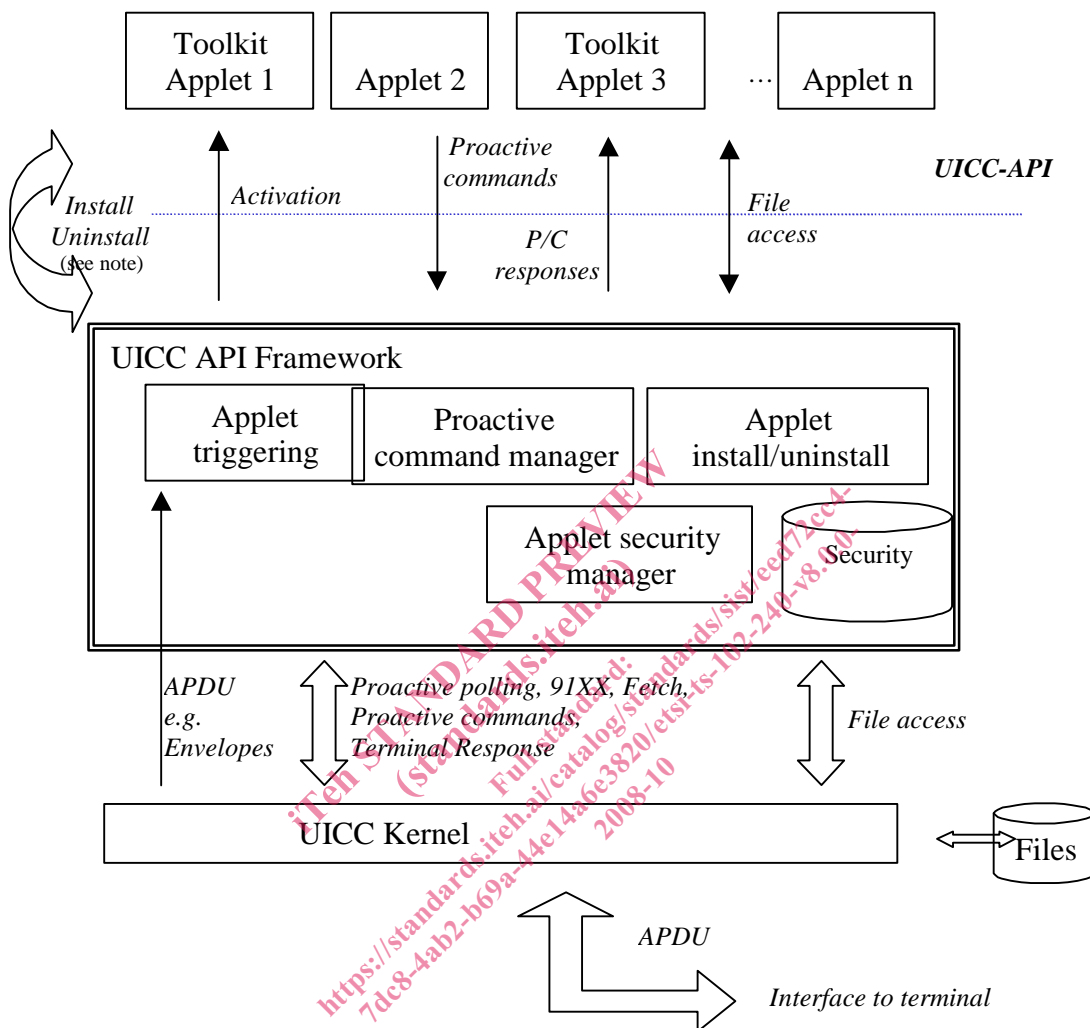 Toolkit
Applet 1
Applet 2
Toolkit
Applet 3
...
Applet n
Proactive
commands
UICC-API
Install
Uninstall
(see note)
Activation
P/C
responses
File
access
UICC API Framework
Applet
triggering
Proactive
command manager
Applet
install/uninstall
Applet security
manager
Security
APDU
e.g.
Envelopes
Proactive polling, 91XX, Fetch,
Proactive commands,
Terminal Response
File access
UICC Kernel
Files
APDU
Interface to terminal
iTeh STANDARD PREVIEW
(standards.iteh.ai)
Full standard:
https://standards.iteh.ai/catalog/standards/sist/eed72cc4-
7dc8-4ab2-b69a-44e14a6e3820/etsi-ts-102-240-v8.0.0-
2008-10